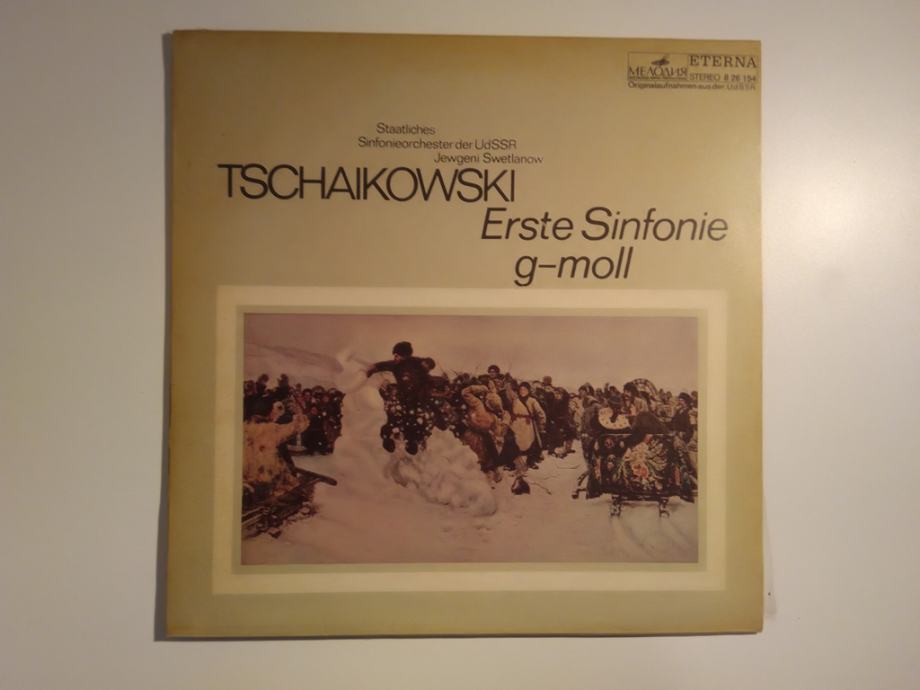 МЕЛОДИЯ
ETERNA
STEREO 8 26 154
Originalaufnahmen aus der UdSSR
Staatliches
Sinfonieorchester der UdSSR
Jewgeni Swetlanow
TSCHAIKOWSKI
Erste Sinfonie
g-moll